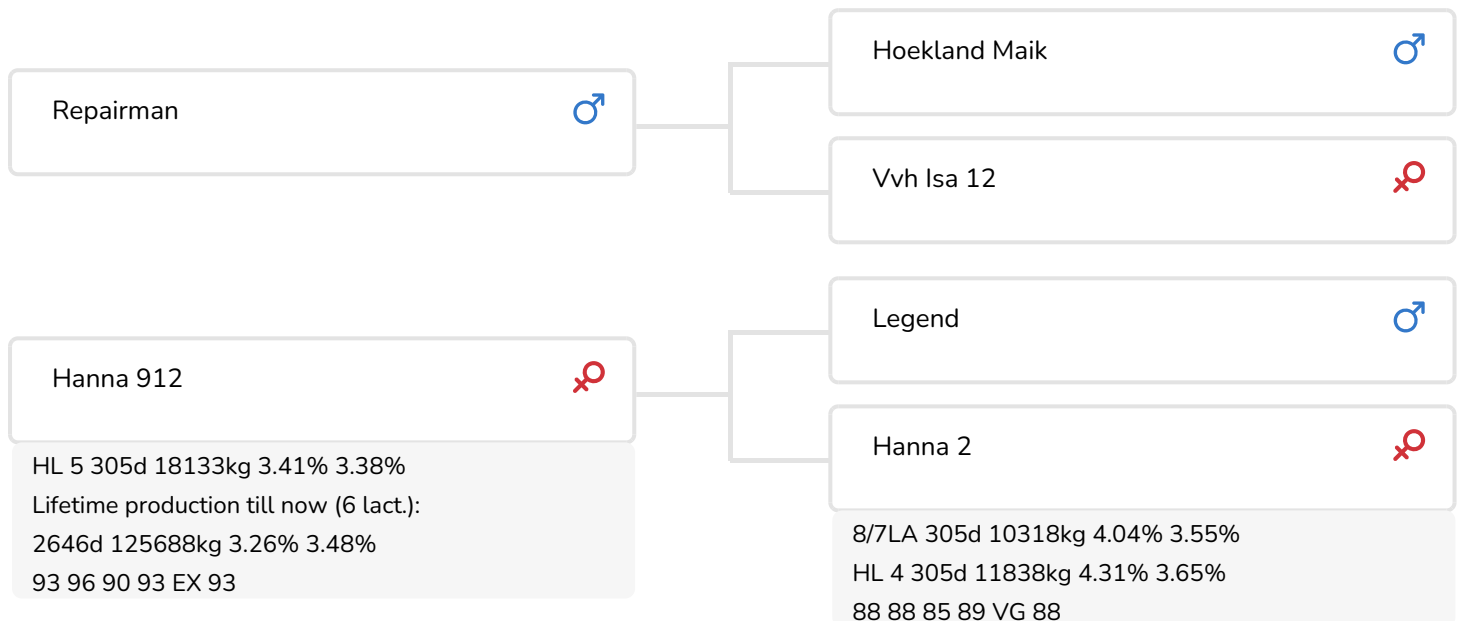 Repairman
Hoekland Maik
Vvh Isa 12
Hanna 912
HL 5 305d 18133kg 3.41% 3.38%
Lifetime production till now (6 lact.):
2646d 125688kg 3.26% 3.48%
93 96 90 93 EX 93
Legend
Hanna 2
8/7LA 305d 10318kg 4.04% 3.55%
HL 4 305d 11838kg 4.31% 3.65%
88 88 85 89 VG 88